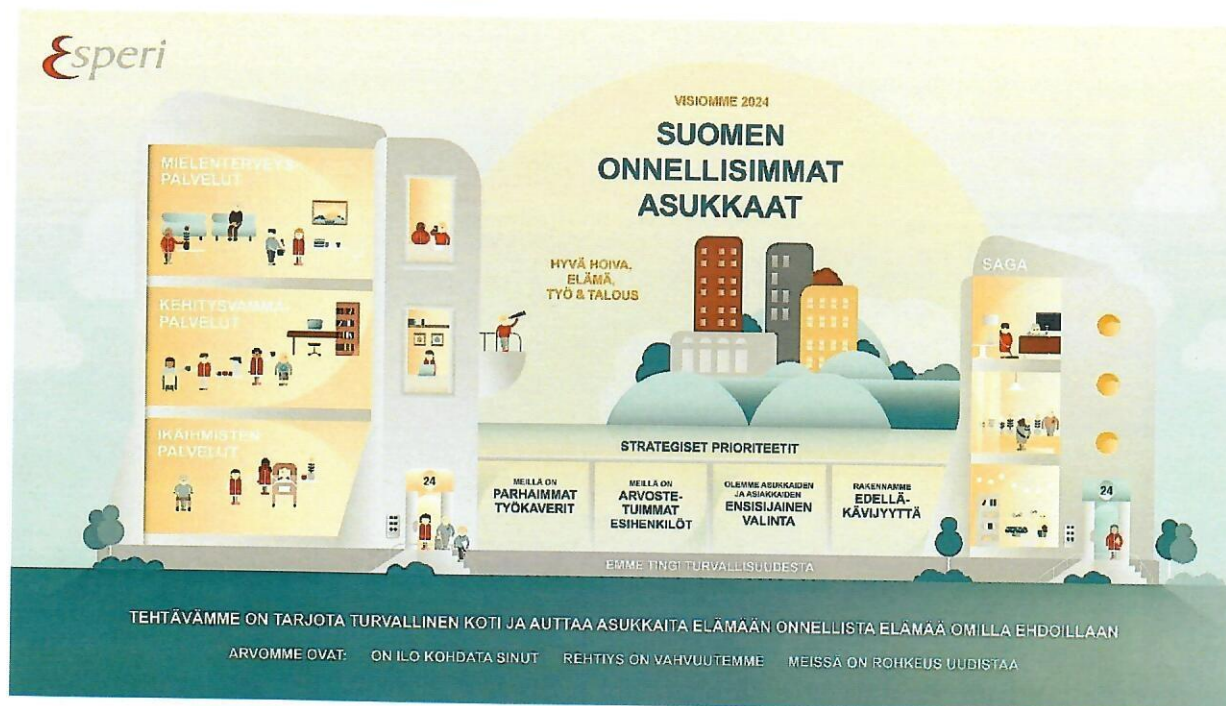 Esperi
VISIOMME 2024
SUOMEN
ONNELLISIMMAT
ASUKKAAT
HYVÄ HOIVA,
ELÄMÄ,
TYÖ & TALOUS
MIELENTERVEYS-
PALVELUT
KEHITYSVAMMA-
PALVELUT
IKÄIHMISTEN
PALVELUT
24
SAGA
24
STRATEGISET PRIORITEETIT
MEILLÄ ON
PARHAIMMAT
TYÖKAVERIT
MEILLÄ ON
ARVOSTE-
TUIMMAT
ESIHENKILÖT
OLEMME ASUKKAIDEN
JA ASIAKKAIDEN
ENSISIJAINEN
VALINTA
RAKENNAMME
EDELLÄ-
KÄVIJYYTTÄ
EMME TINGI TURVALLISUUDESTA
TEHTÄVÄMME ON TARJOTA TURVALLINEN KOTI JA AUTTAA ASUKKAITA ELÄMÄÄN ONNELLISTA ELÄMÄÄ OMILLA EHDOILLAAN
ARVOMME OVAT: ON ILO KOHDATA SINUT REHTIYS ON VAHVUUTEMME MEISSÄ ON ROHKEUS UUDISTAA